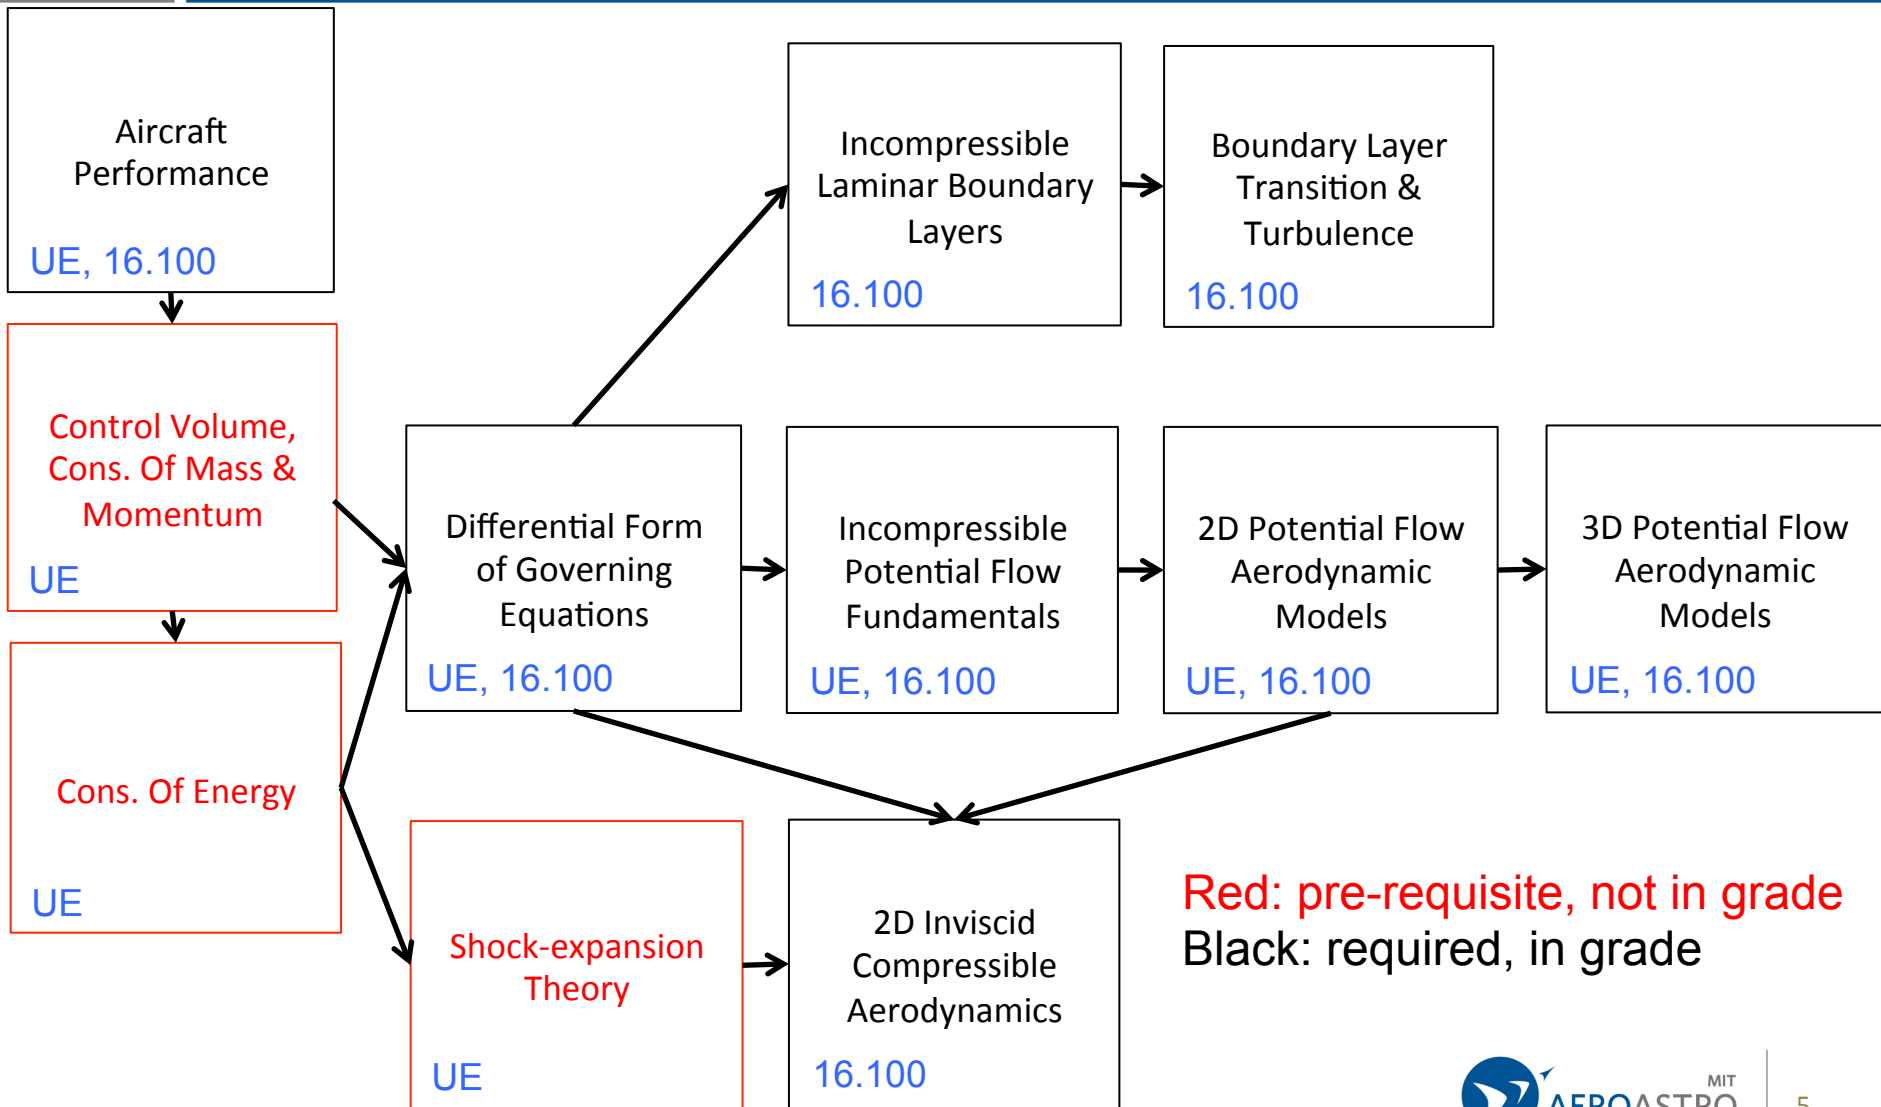 Aircraft
Performance
UE, 16.100
Incompressible
Laminar Boundary
Layers
16.100
Boundary Layer
Transition &
Turbulence
16.100
Control Volume,
Cons. Of Mass &
Momentum
UE
Differential Form
of Governing
Equations
UE, 16.100
Incompressible
Potential Flow
Fundamentals
UE, 16.100
2D Potential Flow
Aerodynamic
Models
UE, 16.100
3D Potential Flow
Aerodynamic
Models
UE, 16.100
Cons. Of Energy
UE
Shock-expansion
Theory
UE
2D Inviscid
Compressible
Aerodynamics
16.100
Red: pre-requisite, not in grade
Black: required, in grade
MIT
AEROASTRO
5